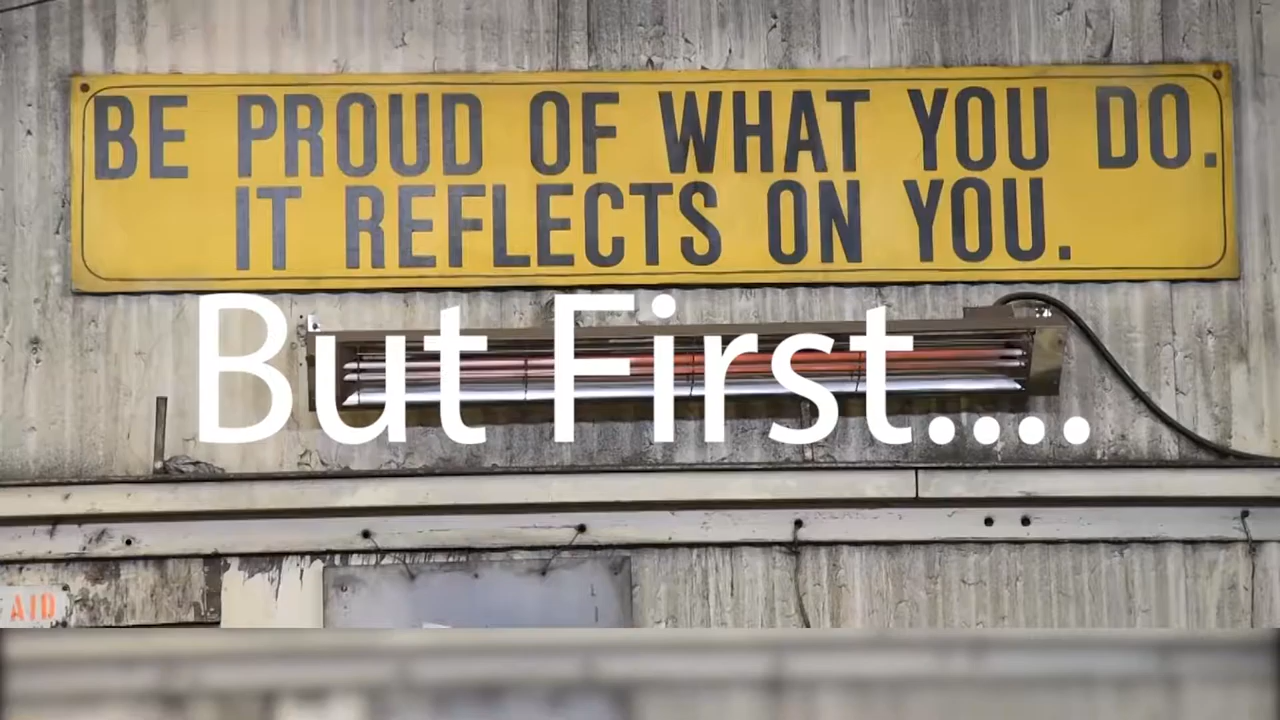 BE PROUD OF WHAT YOU DO.
IT REFLECTS ON YOU.
But First....
AID